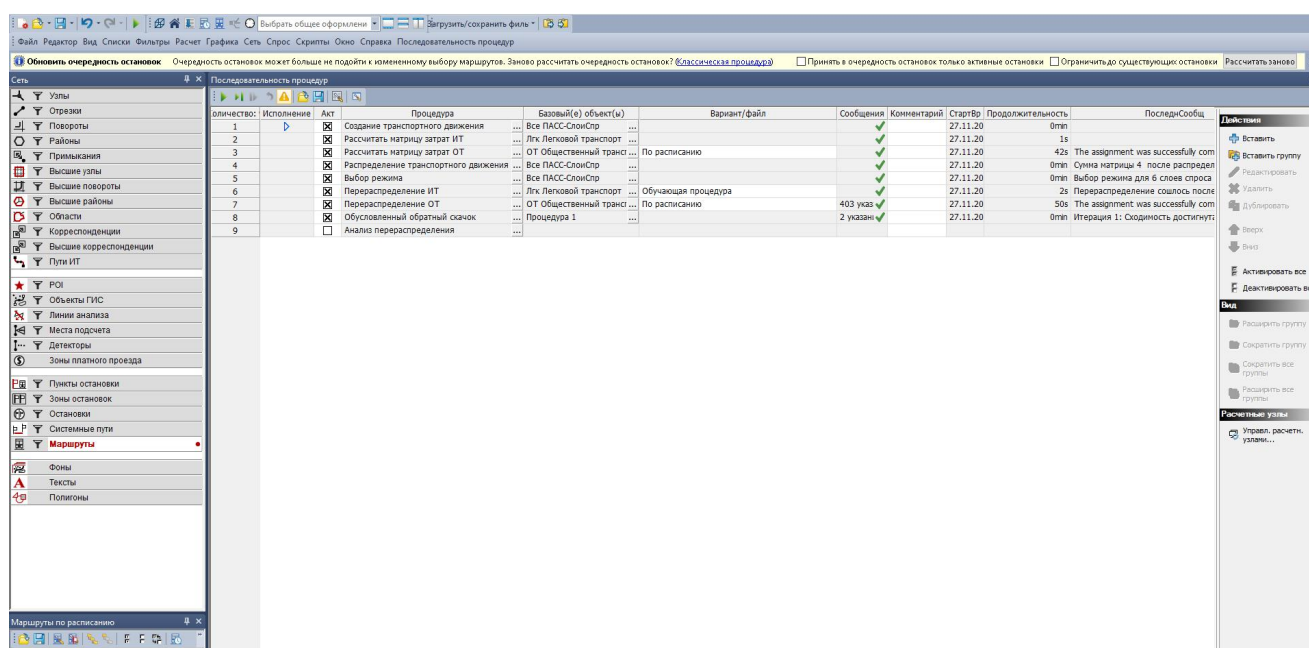 Выбрать общее оформлени
Загрузить/сохранить филь
Файл Редактор Вид Списки Фильтры Расчет Графика Сеть Спрос Скрипты Окно Справка Последовательность процедур
Обновить очередность остановок Очередность остановок может больше не подойти к измененному выбору маршрутов. Заново рассчитать очередность остановок? (Классическая процедура) Принять в очередность остановок только активные остановки Ограничить до существующих остановки Рассчитать заново
Сеть
Узлы
Отрезки
Повороты
Районы
Примыкания
Высшие узлы
Высшие повороты
Высшие районы
Области
Корреспонденции
Высшие корреспонденции
Пути ИТ
POI
Объекты ГИС
Линии анализа
Места подсчета
Детекторы
Зоны платного проезда
Пункты остановки
Зоны остановок
Остановки
Системные пути
Маршруты
Фоны
Тексты
Полигоны
Маршруты по расписанию
Последовательность процедур
оличество: Исполнение Акт Процедура Базовый(е) объект(ы) Вариант/файл Сообщения Комментарий СтартВр Продолжительность ПоследнСообщ
1 Создание транспортного движения ... Все ПАСС-СлоиСпр ... 27.11.20 0min
2 Рассчитать матрицу затрат ИТ ... Лгк Легковой транспорт ... 27.11.20 1s
3 Рассчитать матрицу затрат ОТ ... ОТ Общественный трансг ... По расписанию 27.11.20 42s The assignment was successfully com
4 Распределение транспортного движения ... Все ПАСС-СлоиСпр ... 27.11.20 0min Сумма матрицы 4 после распредел
5 Выбор режима ... Все ПАСС-СлоиСпр ... 27.11.20 0min Выбор режима для 6 слоев спроса
6 Перераспределение ИТ ... Лгк Легковой транспорт ... Обучающая процедура 27.11.20 2s Перераспределение сошлось после
7 Перераспределение ОТ ... ОТ Общественный трансг ... По расписанию 403 указ 27.11.20 50s The assignment was successfully com
8 Обусловленный обратный скачок ... Процедура 1 ... 2 указани 27.11.20 0min Итерация 1: Сходимость достигнута
9 Анализ перераспределения ...
Действия
Вставить
Вставить группу
Редактировать
Удалить
Дублировать
Вверх
Вниз
Активировать все
Деактивировать вс
Вид
Расширить группу
Сократить группу
Сократить все
группы
Расширить все
группы
Расчетные узлы
Управл. расчетн.
узлами...